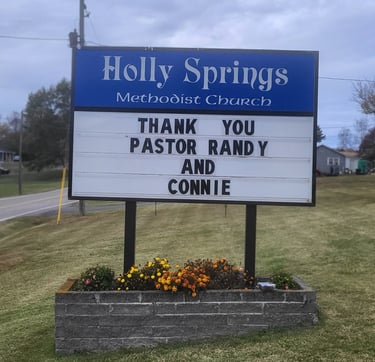 Holly Springs
Methodist Church
THANK YOU
PASTOR RANDY
AND
CONNIE